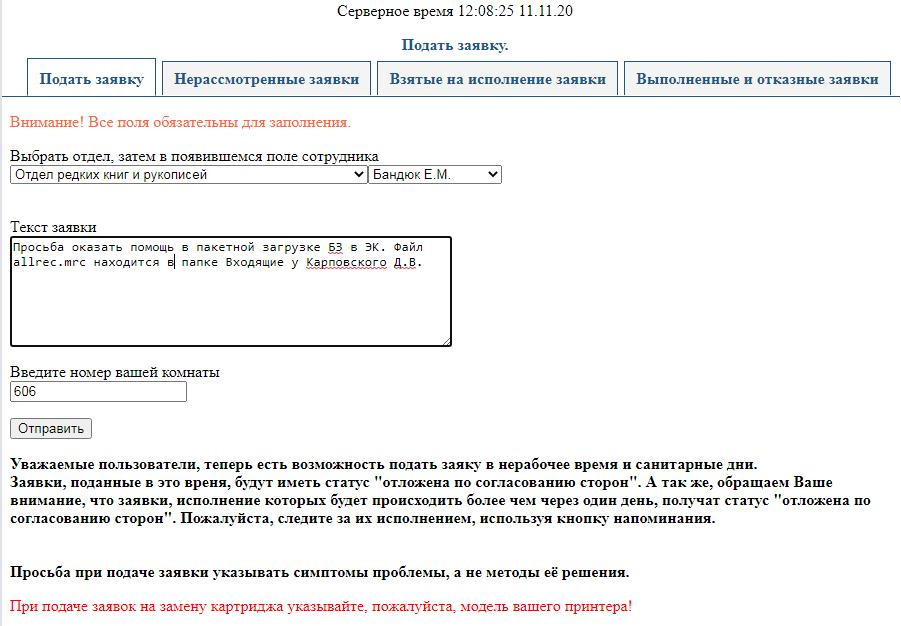 Серверное время 12:08:25 11.11.20
Подать заявку.
Подать заявку Нерассмотренные заявки Взятые на исполнение заявки Выполненные и отказные заявки
Внимание! Все поля обязательны для заполнения.
Выбрать отдел, затем в появившемся поле сотрудника
Отдел редких книг и рукописей Бандюк Е.М.
Текст заявки
Просьба оказать помощь в пакетной загрузке БЗ в ЭК. Файл
allrec.mrc находится в папке Входящие у Карповского Д.В.
Введите номер вашей комнаты
606
Отправить
Уважаемые пользователи, теперь есть возможность подать заяку в нерабочее время и санитарные дни.
Заявки, поданные в это вреня, будут иметь статус "отложена по согласованию сторон". А так же, обращаем Ваше
внимание, что заявки, исполнение которых будет происходить более чем через один день, получат статус "отложена по
согласованию сторон". Пожалуйста, следите за их исполнением, используя кнопку напоминания.
Просьба при подаче заявки указывать симптомы проблемы, а не методы её решения.
При подаче заявок на замену картриджа указывайте, пожалуйста, модель вашего принтера!